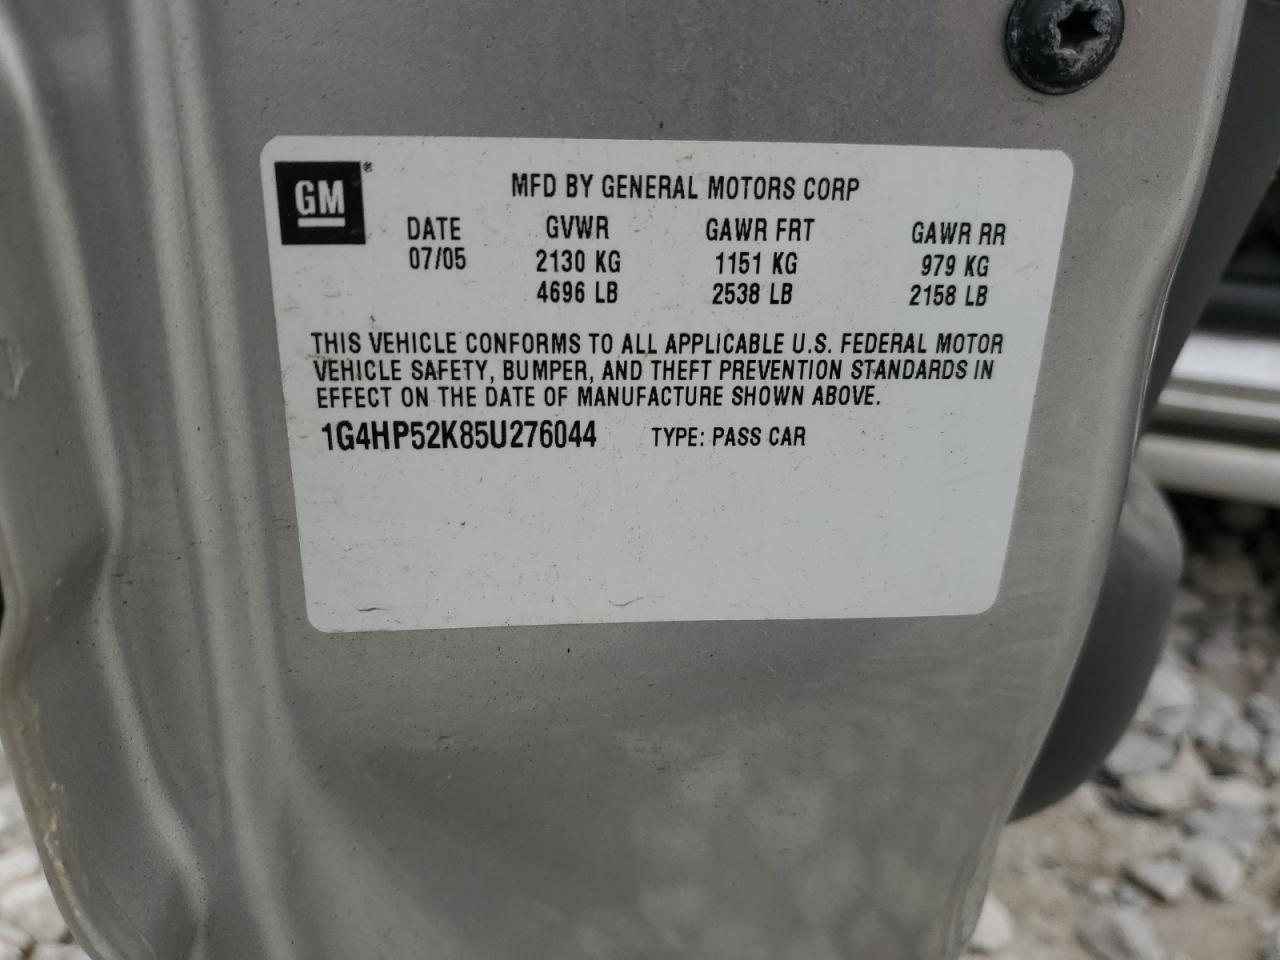 GM®
MFD BY GENERAL MOTORS CORP
DATE GVWR GAWR FRT GAWR RR
07/05 2130 KG 1151 KG 979 KG
4696 LB 2538 LB 2158 LB
THIS VEHICLE CONFORMS TO ALL APPLICABLE U.S. FEDERAL MOTOR
VEHICLE SAFETY, BUMPER, AND THEFT PREVENTION STANDARDS IN
EFFECT ON THE DATE OF MANUFACTURE SHOWN ABOVE.
1G4HP52K85U276044 TYPE: PASS CAR